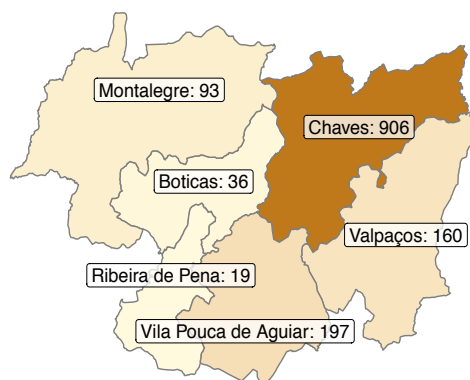 Montalegre: 93
Chaves: 906
Boticas: 36
Valpaços: 160
Ribeira de Pena: 19
Vila Pouca de Aguiar: 197